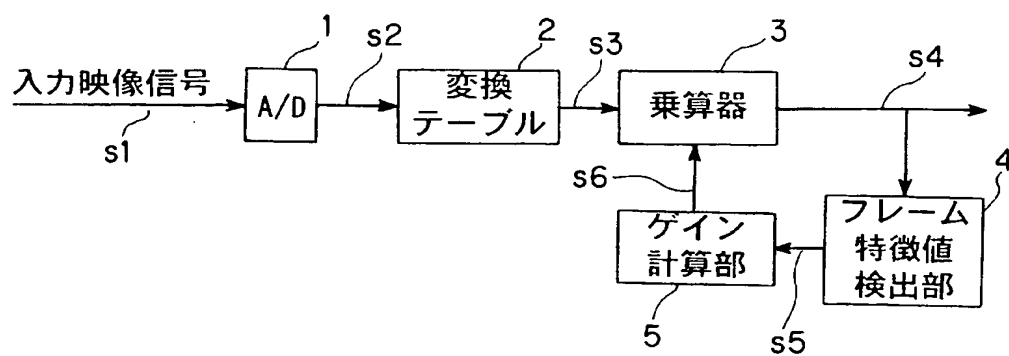 入力映像信号
s1
1
A/D
s2
2
変換
テーブル
s3
3
乗算器
s4
4
フレーム
特徴値
検出部
s5
ゲイン
計算部
5
s6